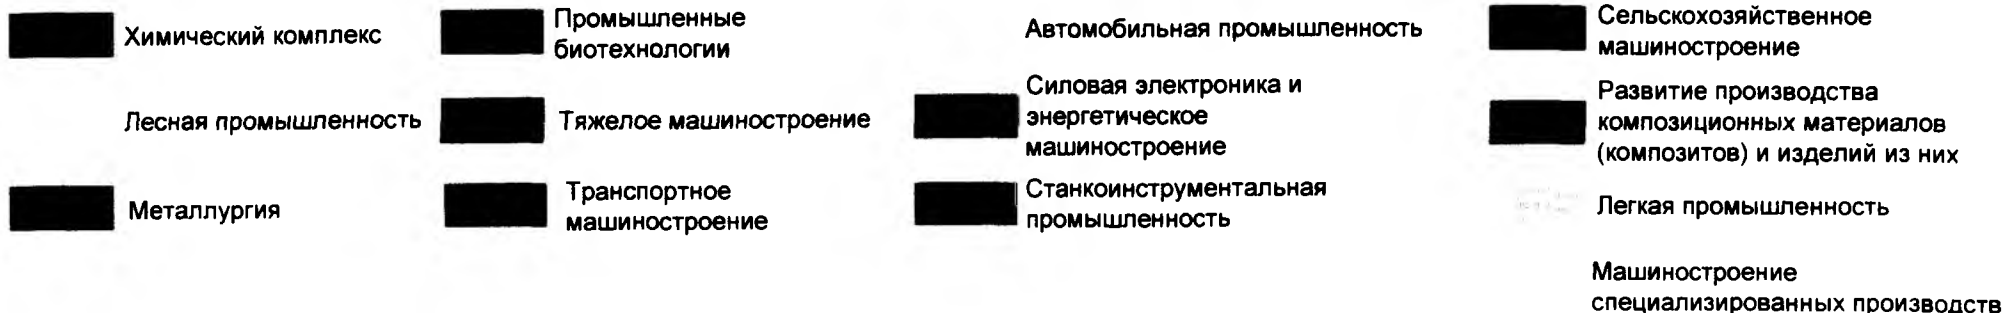 Химический комплекс
Лесная промышленность
Металлургия
Промышленные
биотехнологии
Тяжелое машиностроение
Транспортное
машиностроение
Автомобильная промышленность
Силовая электроника и
энергетическое
машиностроение
Станкоинструментальная
промышленность
Сельскохозяйственное
машиностроение
Развитие производства
композиционных материалов
(композитов) и изделий из них
Легкая промышленность
Машиностроение
специализированных производств